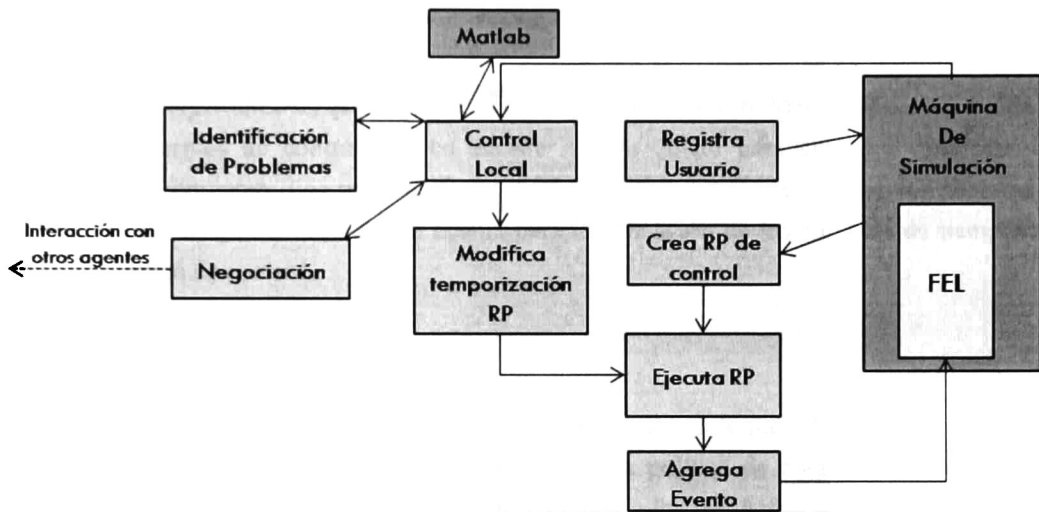 Matlab
Identificación
de Problemas
Control
Local
Registra
Usuario
Máquina
De
Simulación
Interacción con
otros agentes
Negociación
Modifica
temporización
RP
Crea RP de
control
FEL
Ejecuta RP
Agrega
Evento